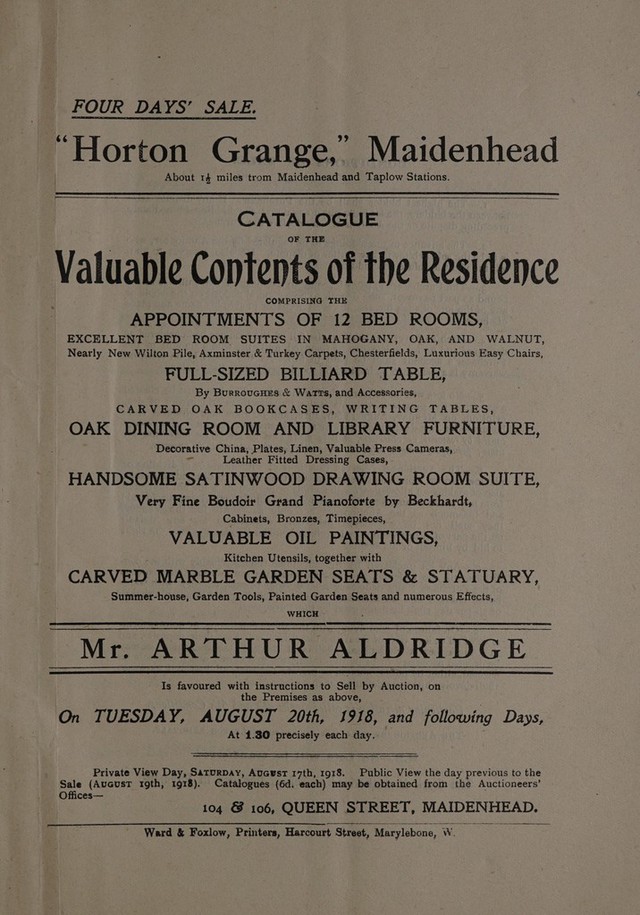 FOUR DAYS' SALE.
"Horton Grange," Maidenhead
About 1½ miles trom Maidenhead and Taplow Stations.
CATALOGUE
OF THE
Valuable Contents of the Residence
COMPRISING THE
APPOINTMENTS OF 12 BED ROOMS,
EXCELLENT BED ROOM SUITES IN MAHOGANY, OAK, AND WALNUT,
Nearly New Wilton Pile, Axminster & Turkey Carpets, Chesterfields, Luxurious Easy Chairs,
FULL-SIZED BILLIARD TABLE,
By BURROUGHES & WATTS, and Accessories,
CARVED OAK BOOKCASES, WRITING TABLES,
OAK DINING ROOM AND LIBRARY FURNITURE,
Decorative China, Plates, Linen, Valuable Press Cameras,
Leather Fitted Dressing Cases,
HANDSOME SATINWOOD DRAWING ROOM SUITE,
Very Fine Boudoir Grand Pianoforte by Beckhardt,
Cabinets, Bronzes, Timepieces,
VALUABLE OIL PAINTINGS,
Kitchen Utensils, together with
CARVED MARBLE GARDEN SEATS & STATUARY,
Summer-house, Garden Tools, Painted Garden Seats and numerous Effects,
WHICH
Mr. ARTHUR ALDRIDGE
Is favoured with instructions to Sell by Auction, on
the Premises as above,
On TUESDAY, AUGUST 20th, 1918, and following Days,
At 1.30 precisely each day.
Private View Day, SATURDAY, AUGUST 17th, 1918. Public View the day previous to the
Sale (AUGUST 19th, 1918). Catalogues (6d. each) may be obtained from the Auctioneers'
Offices—
104 & 106, QUEEN STREET, MAIDENHEAD.
Ward & Foxlow, Printers, Harcourt Street, Marylebone, W.